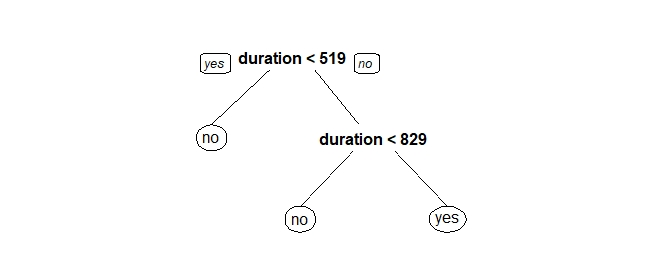 yes duration < 519 no
no
duration < 829
no yes